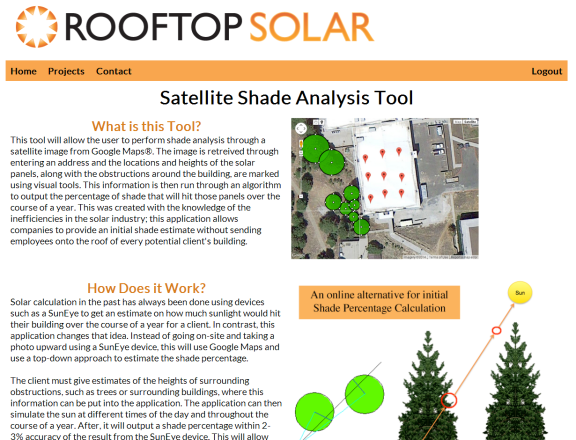 ROOFTOP SOLAR
Home Projects Contact Logout
Satellite Shade Analysis Tool
What is this Tool?
This tool will allow the user to perform shade analysis through a
satellite image from Google Maps®. The image is retreived through
entering an address and the locations and heights of the solar
panels, along with the obstructions around the building, are marked
using visual tools. This information is then run through an algorithm
to output the percentage of shade that will hit those panels over the
course of a year. This was created with the knowledge of the
inefficiencies in the solar industry; this application allows
companies to provide an initial shade estimate without sending
employees onto the roof of every potential client's building.
How Does it Work?
Solar calculation in the past has always been done using devices
such as a SunEye to get an estimate on how much sunlight would hit
their building over the course of a year for a client. In contrast, this
application changes that idea. Instead of going on-site and taking a
photo upward using a SunEye device, this will use Google Maps and
use a top-down approach to estimate the shade percentage.
The client must give estimates of the heights of surrounding
obstructions, such as trees or surrounding buildings, where this
information can be put into the application. The application can then
simulate the sun at different times of the day and throughout the
course of a year. After, it will output a shade percentage within 2-
3% accuracy of the result from the SunEye device. This will allow
An online alternative for initial
Shade Percentage Calculation
Sun